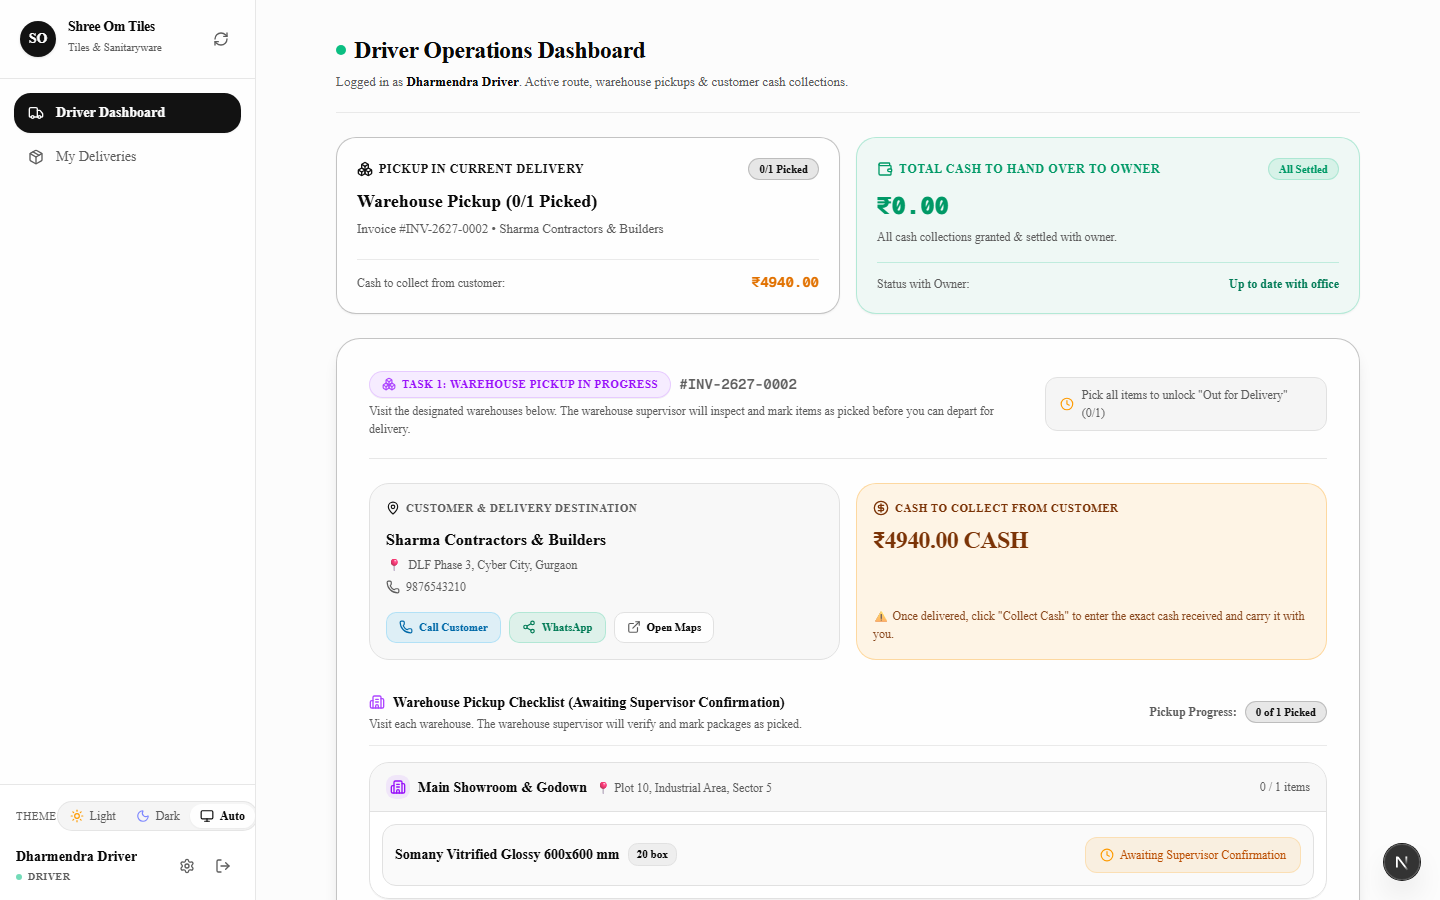 SO
Shree Om Tiles
Tiles & Sanitaryware
Driver Dashboard
My Deliveries
THEME
Light
Dark
Auto
Dharmendra Driver
DRIVER
Driver Operations Dashboard
Logged in as Dharmendra Driver. Active route, warehouse pickups & customer cash collections.
PICKUP IN CURRENT DELIVERY
0/1 Picked
Warehouse Pickup (0/1 Picked)
Invoice #INV-2627-0002 • Sharma Contractors & Builders
Cash to collect from customer:
₹4940.00
TOTAL CASH TO HAND OVER TO OWNER
All Settled
₹0.00
All cash collections granted & settled with owner.
Status with Owner:
Up to date with office
TASK 1: WAREHOUSE PICKUP IN PROGRESS
#INV-2627-0002
Visit the designated warehouses below. The warehouse supervisor will inspect and mark items as picked before you can depart for
delivery.
Pick all items to unlock "Out for Delivery"
(0/1)
CUSTOMER & DELIVERY DESTINATION
Sharma Contractors & Builders
DLF Phase 3, Cyber City, Gurgaon
9876543210
Call Customer
WhatsApp
Open Maps
CASH TO COLLECT FROM CUSTOMER
₹4940.00 CASH
Once delivered, click "Collect Cash" to enter the exact cash received and carry it with
you.
Warehouse Pickup Checklist (Awaiting Supervisor Confirmation)
Visit each warehouse. The warehouse supervisor will verify and mark packages as picked.
Pickup Progress:
0 of 1 Picked
Main Showroom & Godown
Plot 10, Industrial Area, Sector 5
0 / 1 items
Somany Vitrified Glossy 600x600 mm
20 box
Awaiting Supervisor Confirmation
N